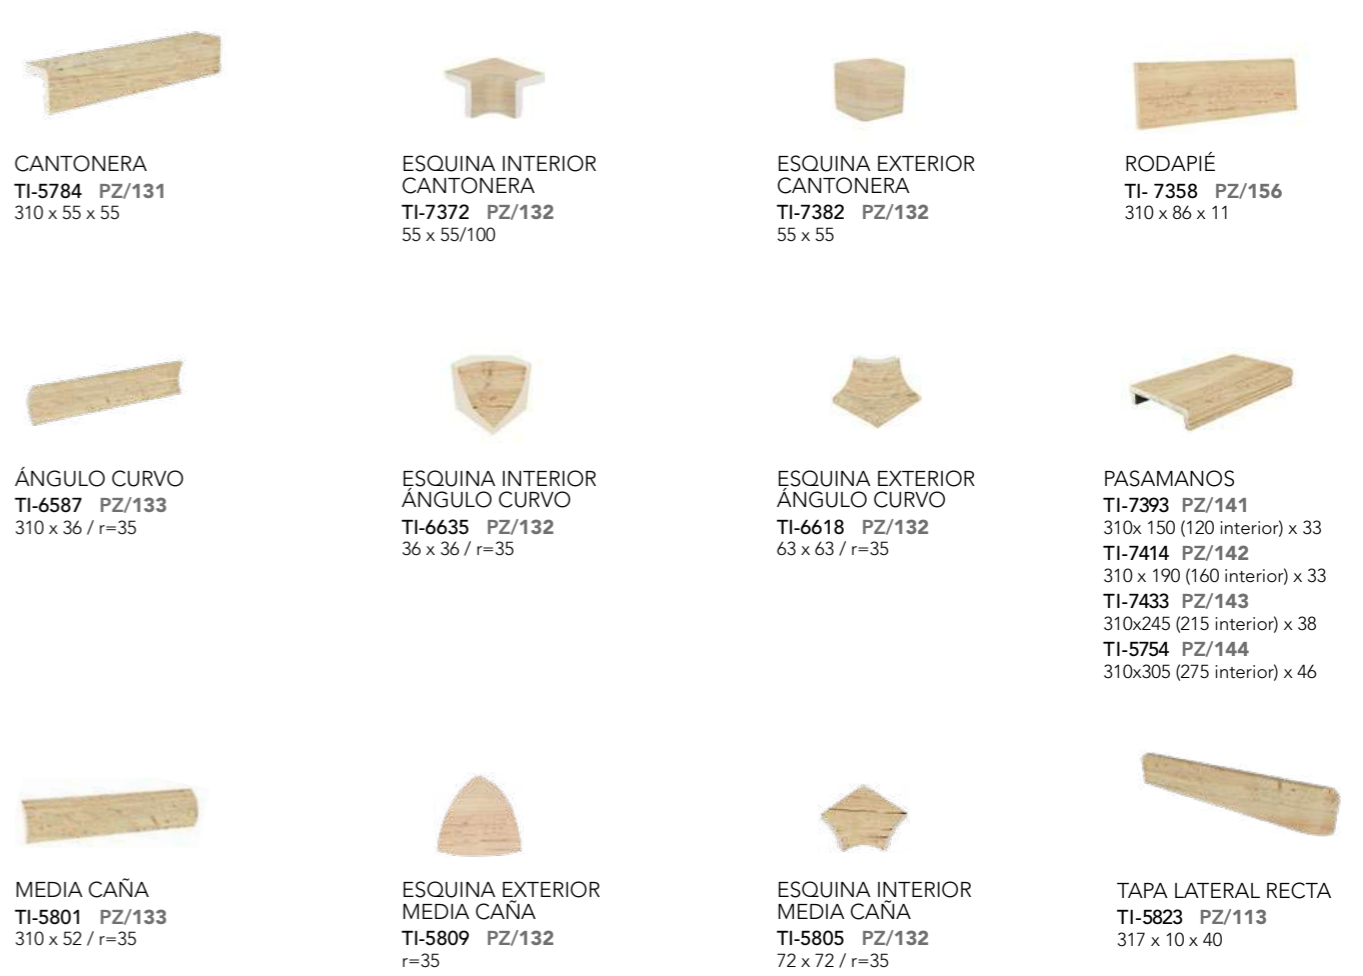 CANTONERA
TI-5784 PZ/131
310 x 55 x 55
ESQUINA INTERIOR
CANTONERA
TI-7372 PZ/132
55 x 55/100
ESQUINA EXTERIOR
CANTONERA
TI-7382 PZ/132
55 x 55
RODAPIÉ
TI- 7358 PZ/156
310 x 86 x 11
ÁNGULO CURVO
TI-6587 PZ/133
310 x 36 / r=35
ESQUINA INTERIOR
ÁNGULO CURVO
TI-6635 PZ/132
36 x 36 / r=35
ESQUINA EXTERIOR
ÁNGULO CURVO
TI-6618 PZ/132
63 x 63 / r=35
PASAMANOS
TI-7393 PZ/141
310x 150 (120 interior) x 33
TI-7414 PZ/142
310 x 190 (160 interior) x 33
TI-7433 PZ/143
310x245 (215 interior) x 38
TI-5754 PZ/144
310x305 (275 interior) x 46
MEDIA CAÑA
TI-5801 PZ/133
310 x 52 / r=35
ESQUINA EXTERIOR
MEDIA CAÑA
TI-5809 PZ/132
r=35
ESQUINA INTERIOR
MEDIA CAÑA
TI-5805 PZ/132
72 x 72 / r=35
TAPA LATERAL RECTA
TI-5823 PZ/113
317 x 10 x 40